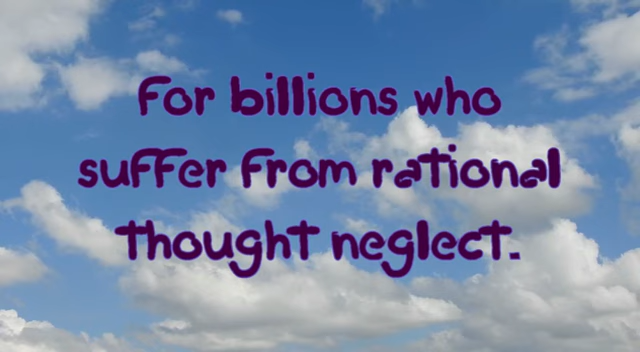 For billions who
suffer from rational
thought neglect.